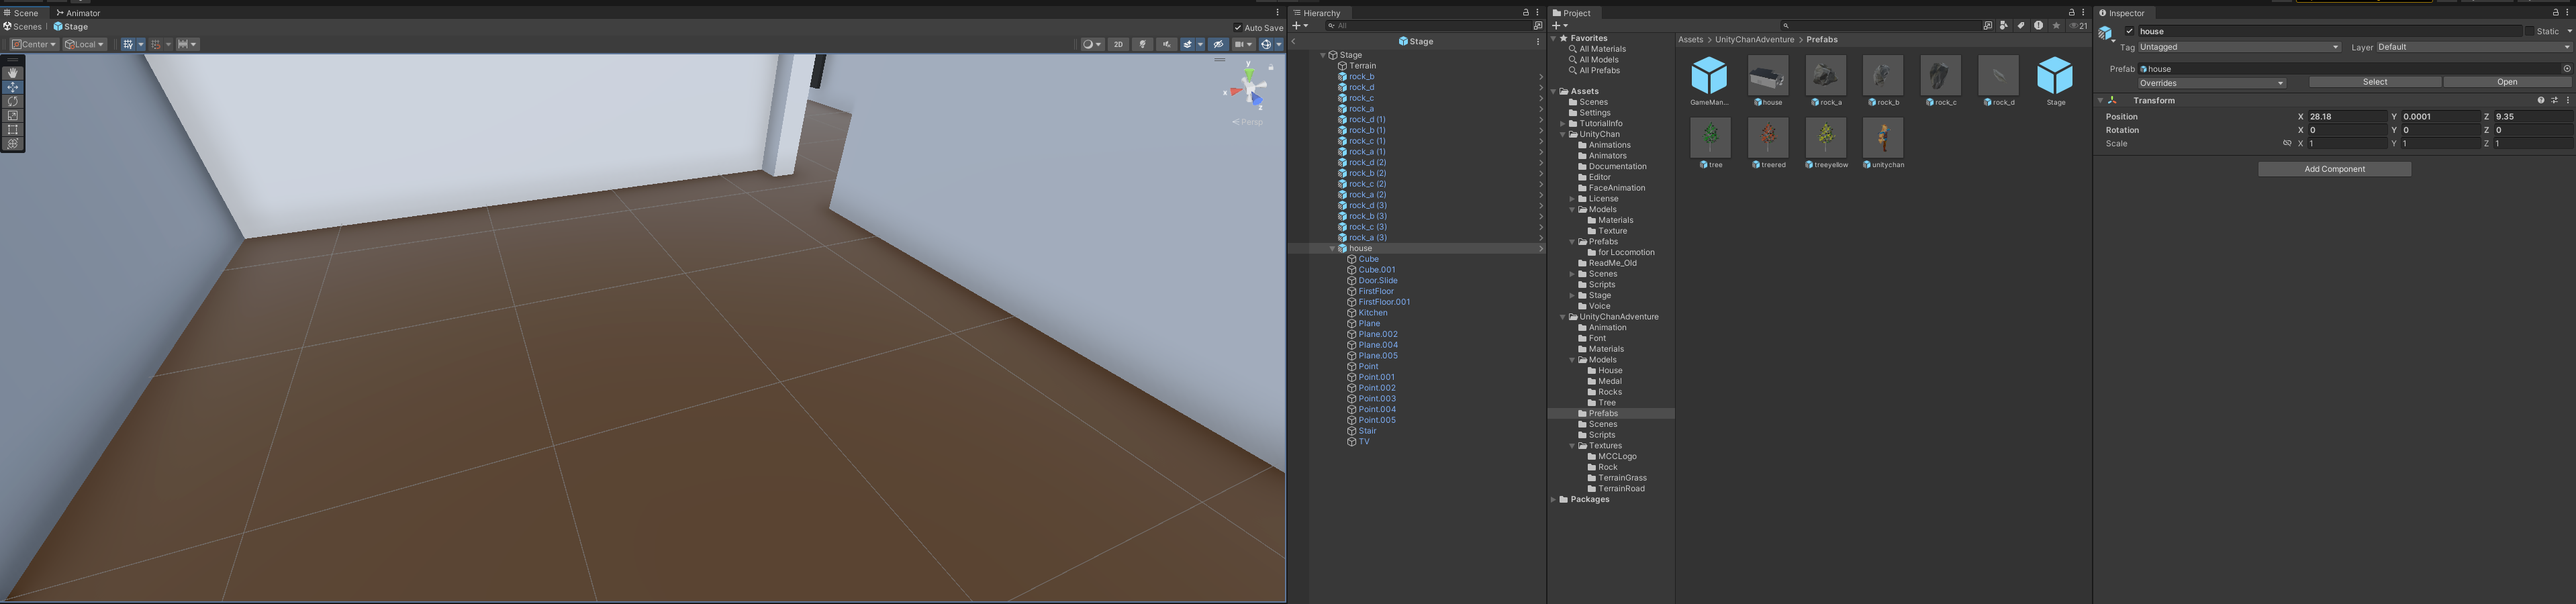 Scene
Animator
Scenes
Stage
Auto Save
Center
Local
2D
y
x
z
Persp
Hierarchy
All
Stage
Stage
Terrain
rock_b
rock_d
rock_c
rock_a
rock_d (1)
rock_b (1)
rock_c (1)
rock_a (1)
rock_d (2)
rock_b (2)
rock_c (2)
rock_a (2)
rock_d (3)
rock_b (3)
rock_c (3)
rock_a (3)
house
Cube
Cube.001
Door.Slide
FirstFloor
FirstFloor.001
Kitchen
Plane
Plane.002
Plane.004
Plane.005
Point
Point.001
Point.002
Point.003
Point.004
Point.005
Stair
TV
Project
21
Favorites
All Materials
All Models
All Prefabs
Assets
Scenes
Settings
TutorialInfo
UnityChan
Animations
Animators
Documentation
Editor
FaceAnimation
License
Models
Materials
Texture
Prefabs
for Locomotion
ReadMe_Old
Scenes
Scripts
Stage
Voice
UnityChanAdventure
Animation
Font
Materials
Models
House
Medal
Rocks
Tree
Prefabs
Scenes
Scripts
Textures
MCCLogo
Rock
TerrainGrass
TerrainRoad
Packages
Assets > UnityChanAdventure > Prefabs
GameMan... house rock_a rock_b rock_c rock_d Stage
tree treered treeyellow unitychan
Inspector
house
Static
Tag Untagged Layer Default
Prefab house
Overrides Select Open
Transform
Position X 28.18 Y 0.0001 Z 9.35
Rotation X 0 Y 0 Z 0
Scale X 1 Y 1 Z 1
Add Component